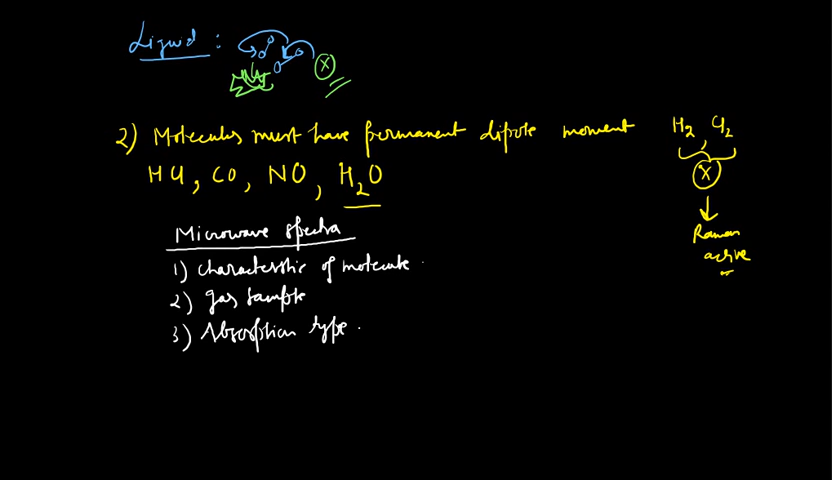 Liquid :
X
2) Molecules must have permanent dipole moment
H2, Cl2
X
HCl, CO, NO, H2O
Raman
active
Microwave spectra
1) characterstic of molecule.
2) gas sample
3) Absorption type.